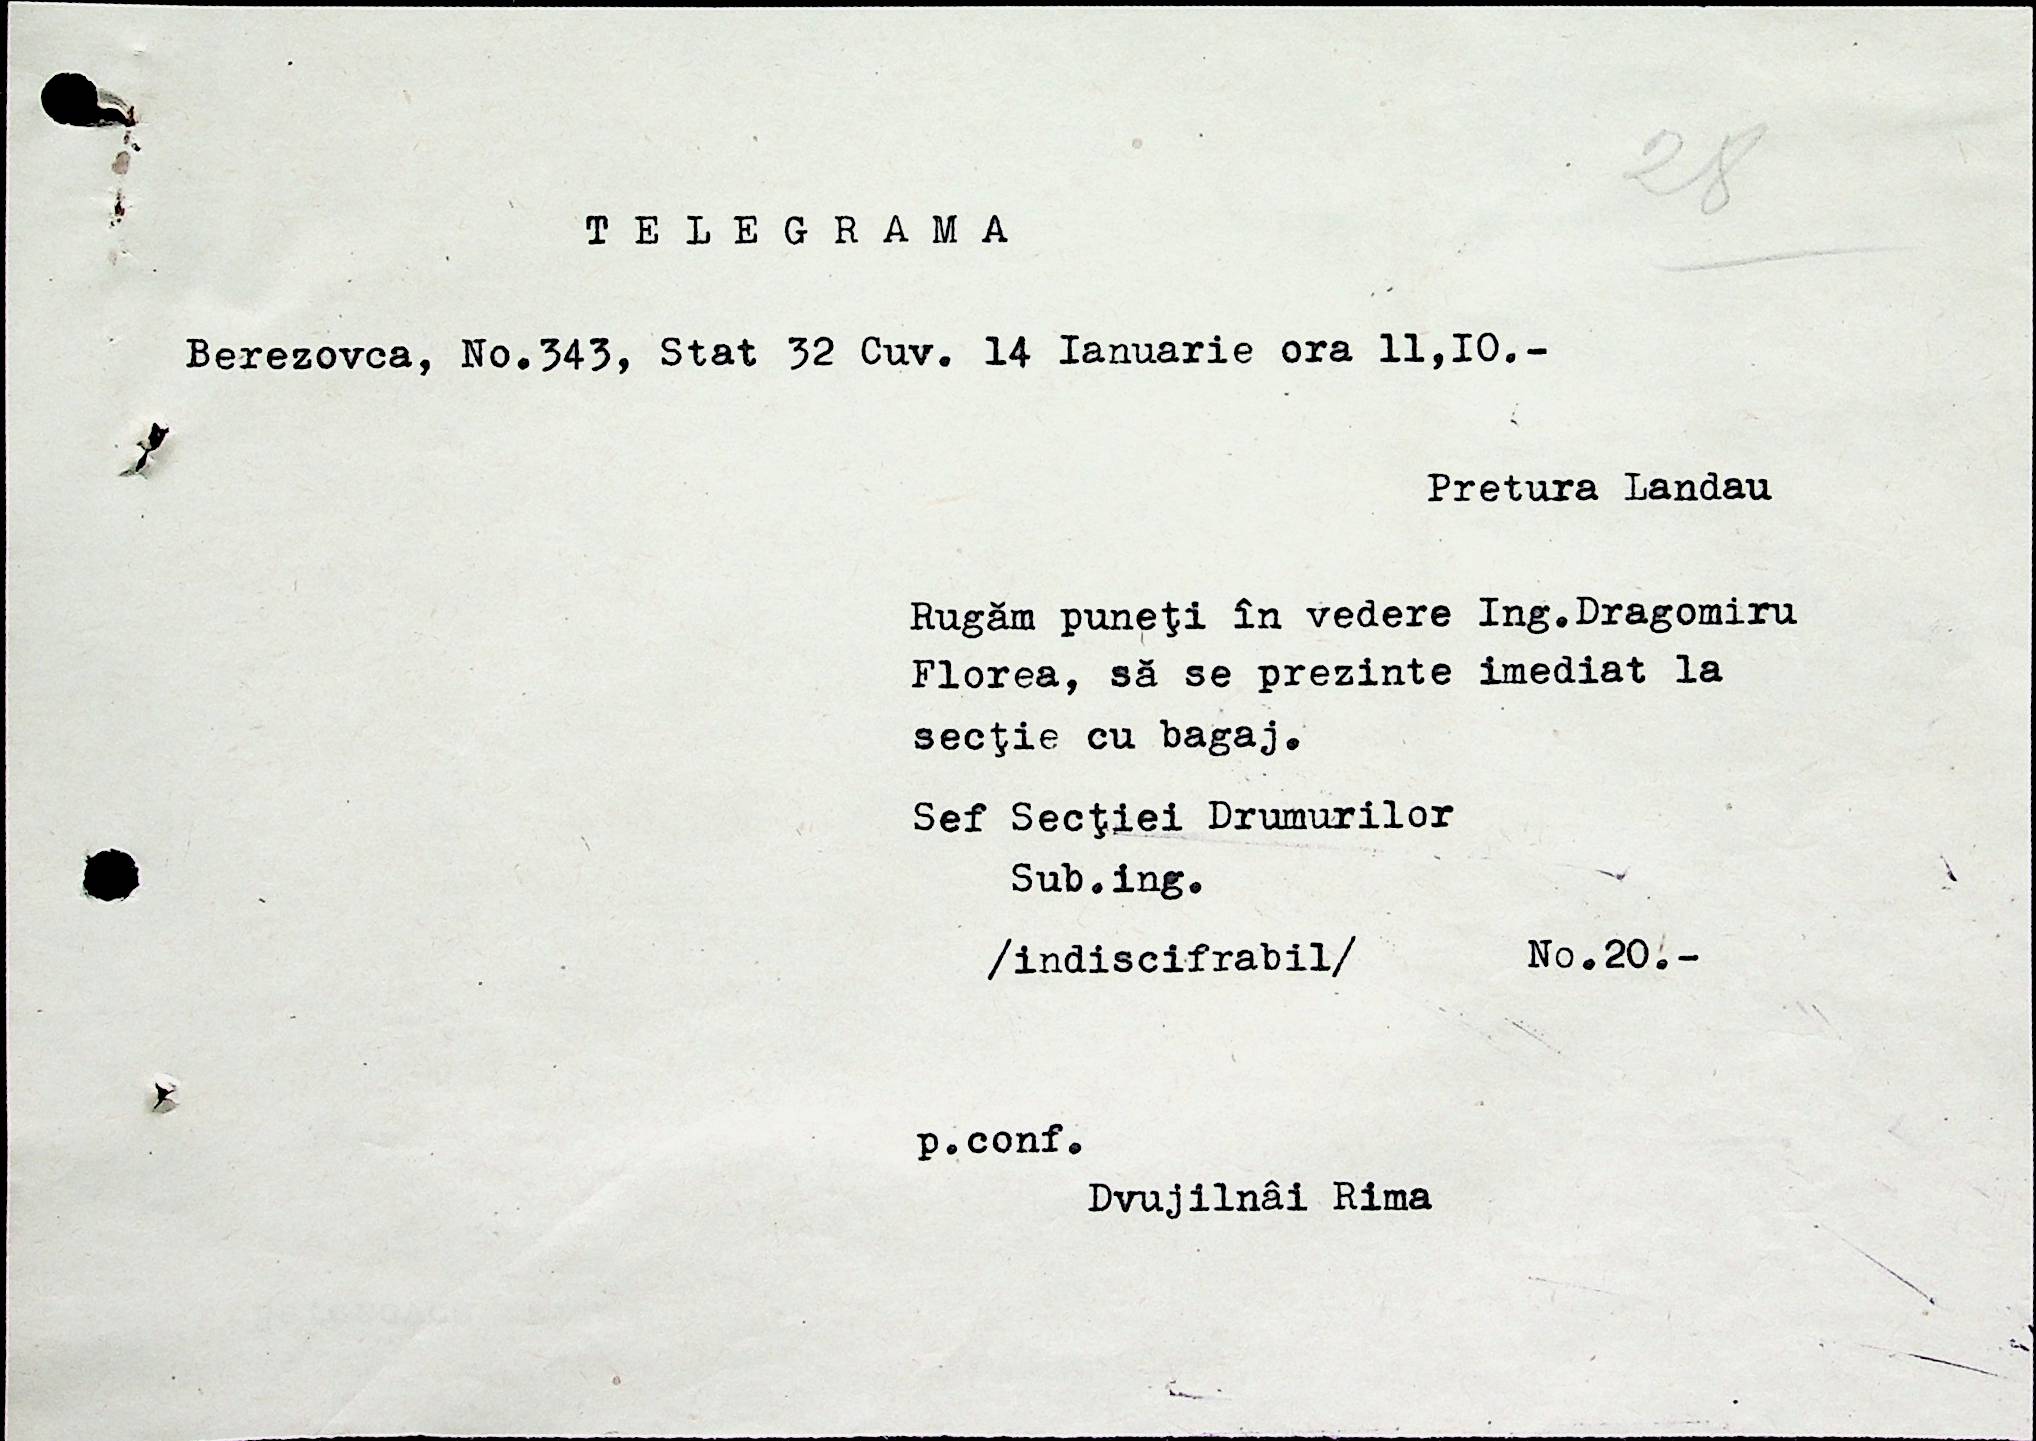 28
T E L E G R A M A
Berezovca, No.343, Stat 32 Cuv. 14 Ianuarie ora 11,I0.-
Pretura Landau
Rugăm puneţi în vedere Ing.Dragomiru
Florea, să se prezinte imediat la
secţie cu bagaj.
Sef Secţiei Drumurilor
Sub.ing.
/indiscifrabil/ No.20.-
p.conf.
Dvujilnâi Rima